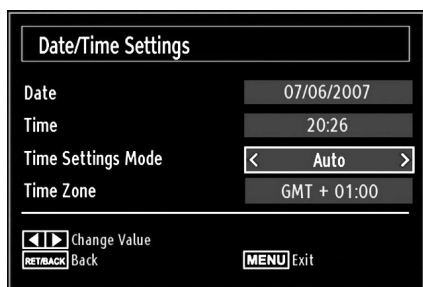 Date/Time Settings
Date 07/06/2007
Time 20:26
Time Settings Mode < Auto >
Time Zone GMT + 01:00
Change Value
RET/BACK Back MENU Exit